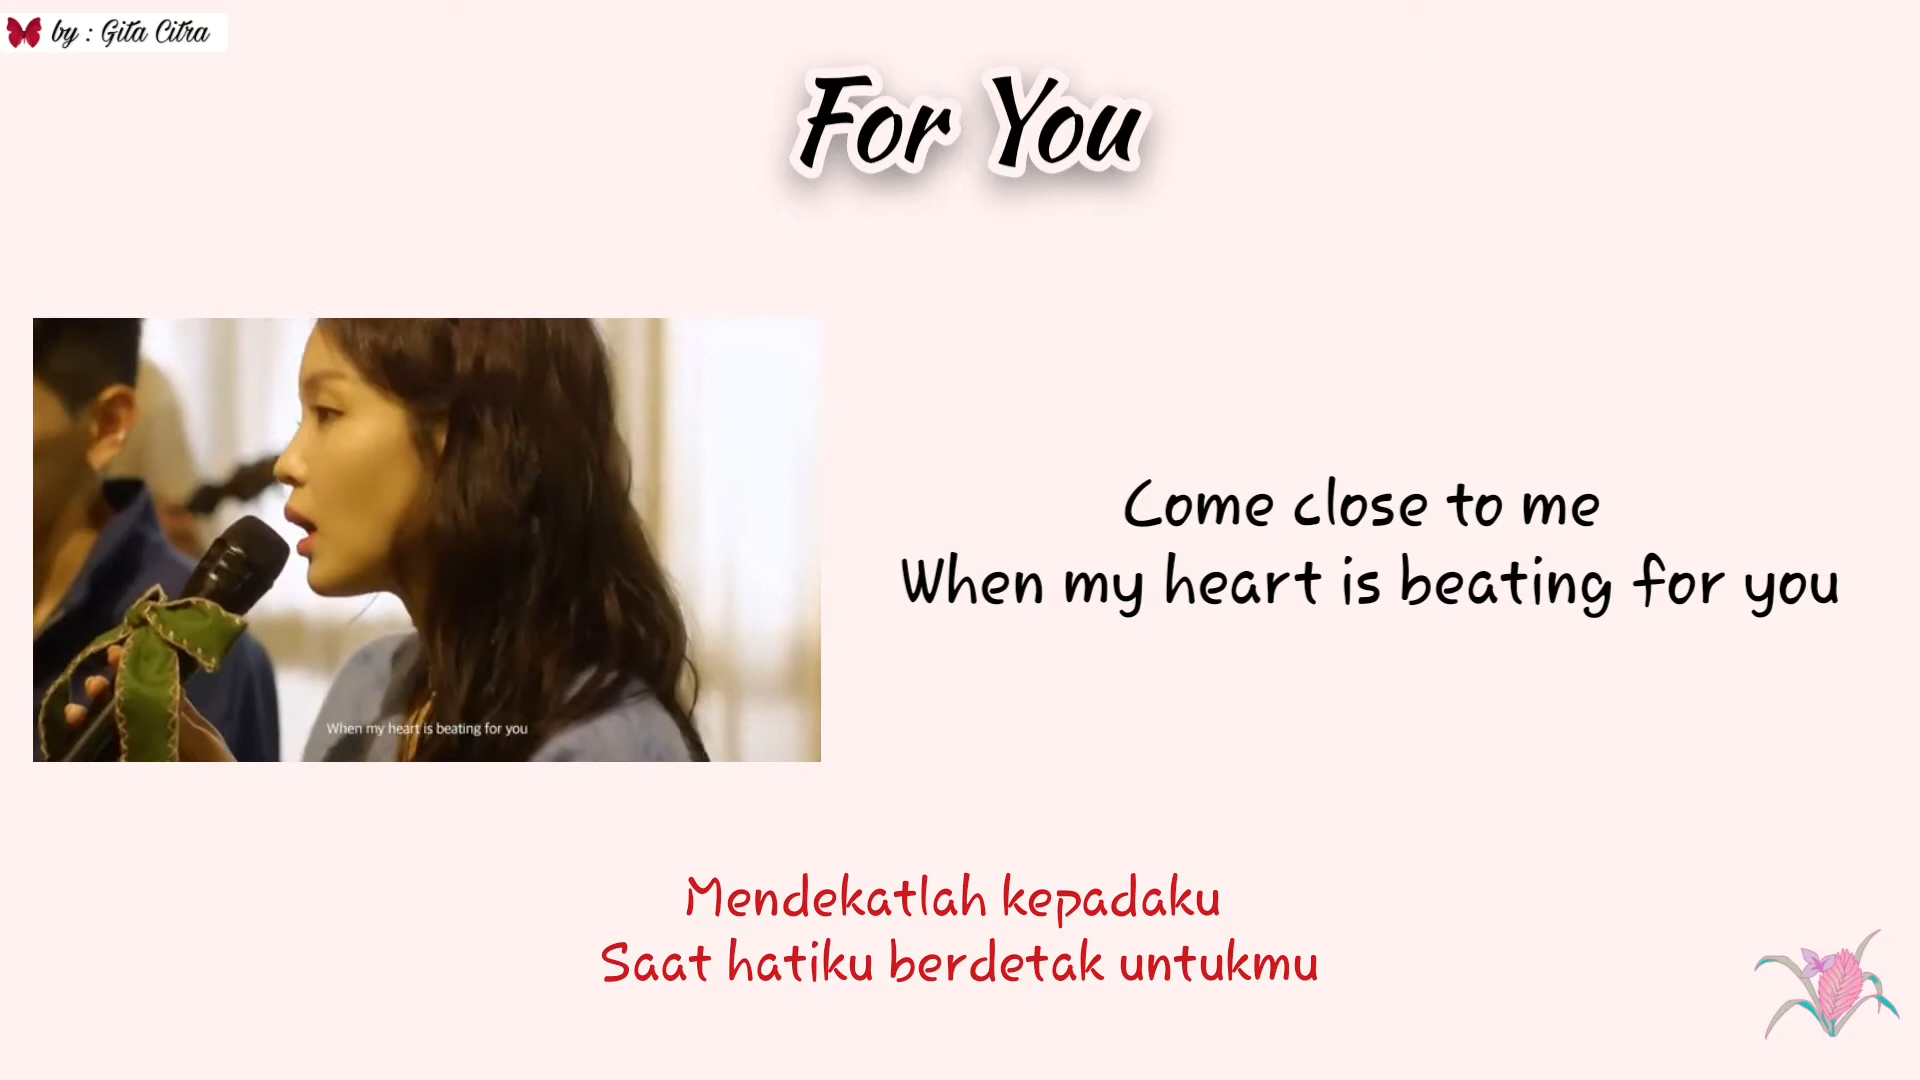 by : Gita Citra
For You
Come close to me
When my heart is beating for you
When my heart is beating for you
Mendekatlah kepadaku
Saat hatiku berdetak untukmu